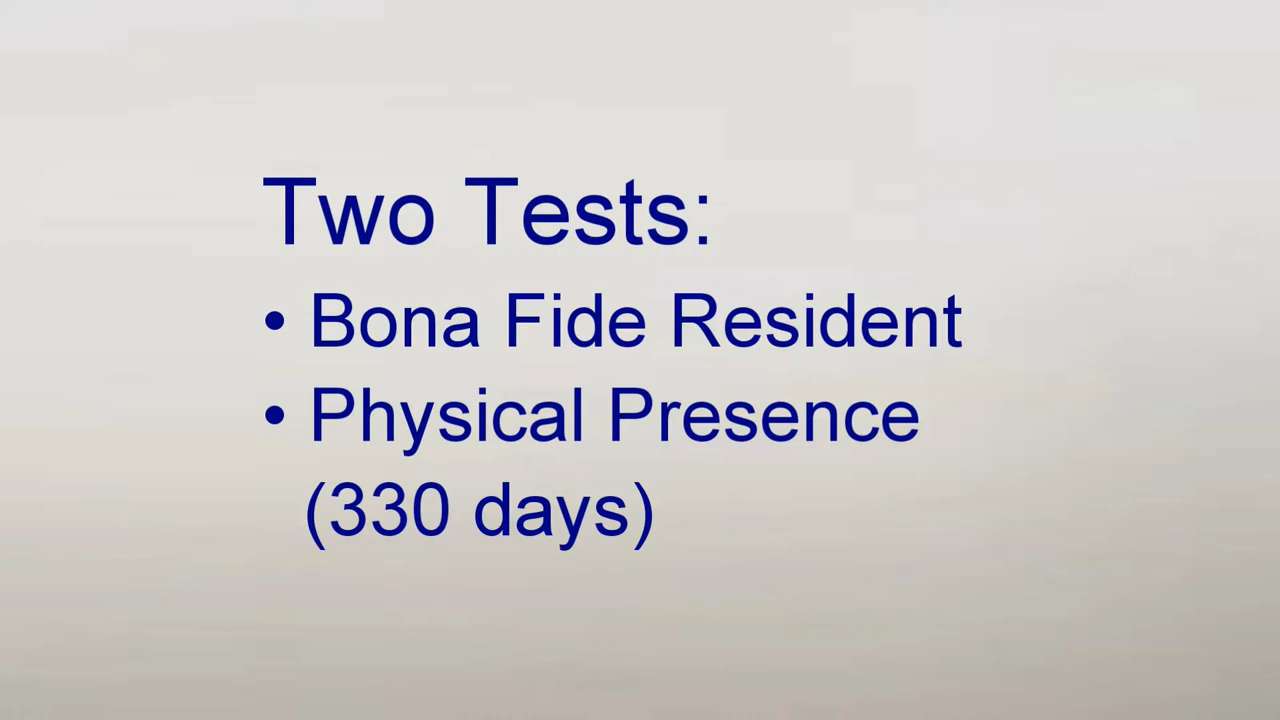 Two Tests:
• Bona Fide Resident
• Physical Presence
(330 days)